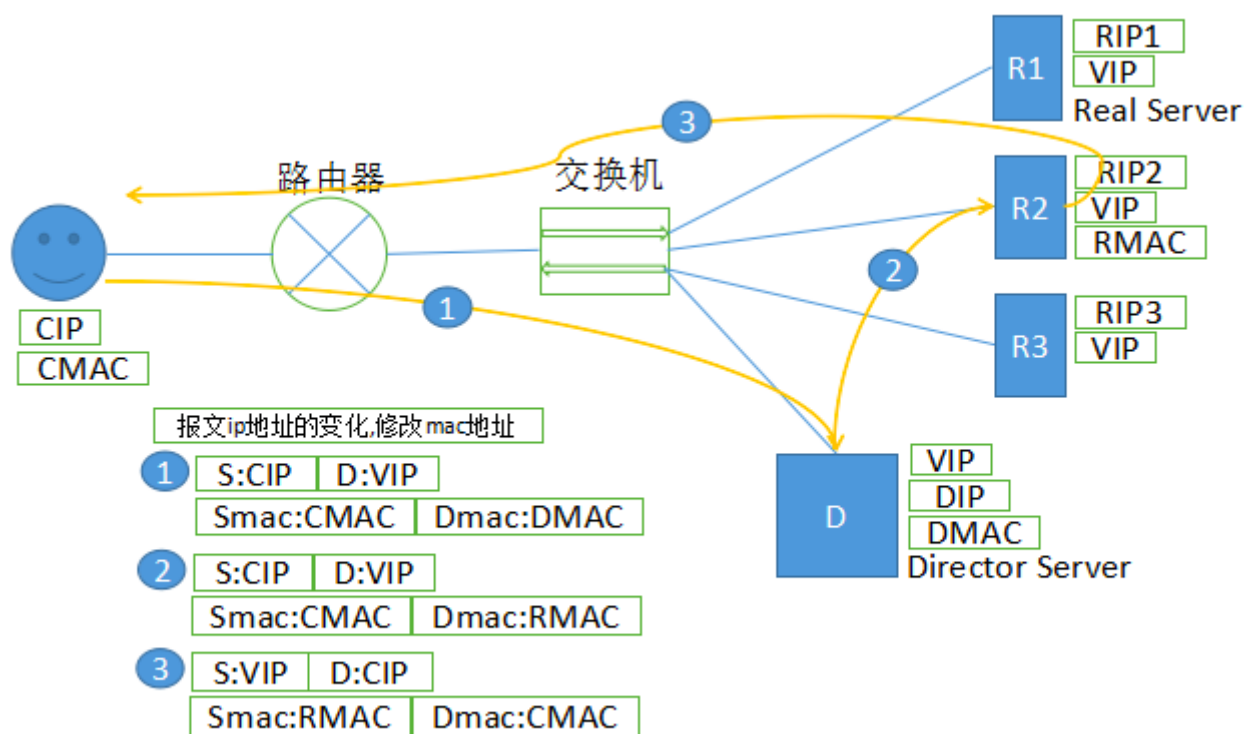 R1
RIP1
VIP
Real Server
3
路由器
交换机
R2
RIP2
VIP
RMAC
2
1
CIP
CMAC
R3
RIP3
VIP
报文ip地址的变化,修改mac地址
1
S:CIP D:VIP
Smac:CMAC Dmac:DMAC
2
S:CIP D:VIP
Smac:CMAC Dmac:RMAC
3
S:VIP D:CIP
Smac:RMAC Dmac:CMAC
D
VIP
DIP
DMAC
Director Server